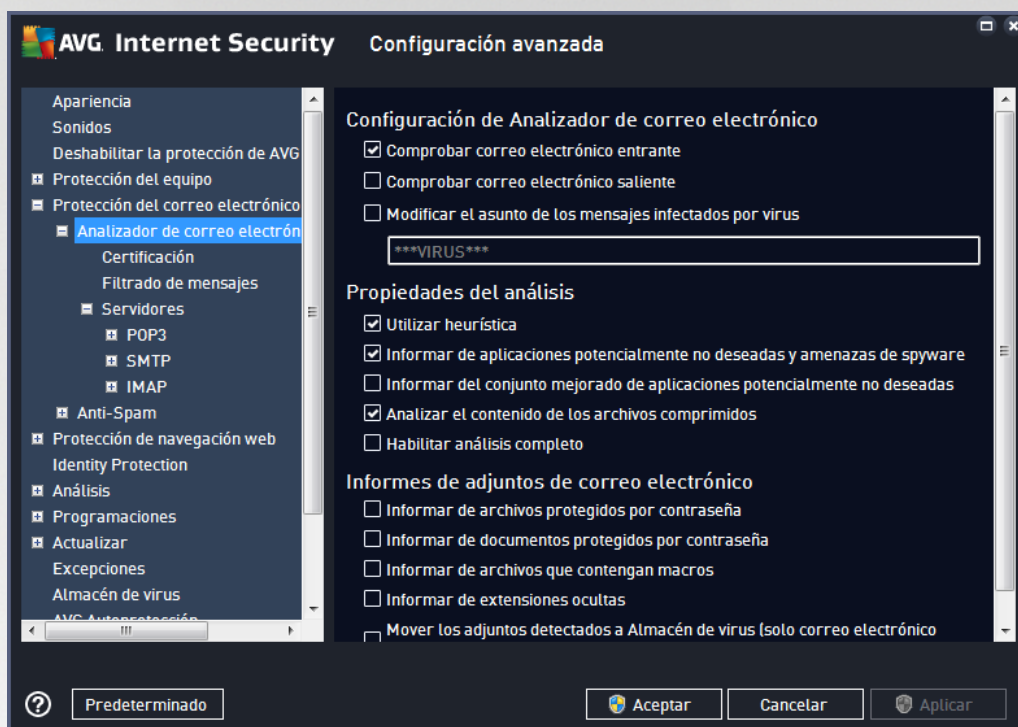 AVG. Internet Security Configuración avanzada
Apariencia
Sonidos
Deshabilitar la protección de AVG
Protección del equipo
Protección del correo electrónico
Analizador de correo electrón
Certificación
Filtrado de mensajes
Servidores
POP3
SMTP
IMAP
Anti-Spam
Protección de navegación web
Identity Protection
Análisis
Programaciones
Actualizar
Excepciones
Almacén de virus
AVG Autoprotección
Configuración de Analizador de correo electrónico
Comprobar correo electrónico entrante
Comprobar correo electrónico saliente
Modificar el asunto de los mensajes infectados por virus
***VIRUS***
Propiedades del análisis
Utilizar heurística
Informar de aplicaciones potencialmente no deseadas y amenazas de spyware
Informar del conjunto mejorado de aplicaciones potencialmente no deseadas
Analizar el contenido de los archivos comprimidos
Habilitar análisis completo
Informes de adjuntos de correo electrónico
Informar de archivos protegidos por contraseña
Informar de documentos protegidos por contraseña
Informar de archivos que contengan macros
Informar de extensiones ocultas
Mover los adjuntos detectados a Almacén de virus (solo correo electrónico
Predeterminado
Aceptar
Cancelar
Aplicar